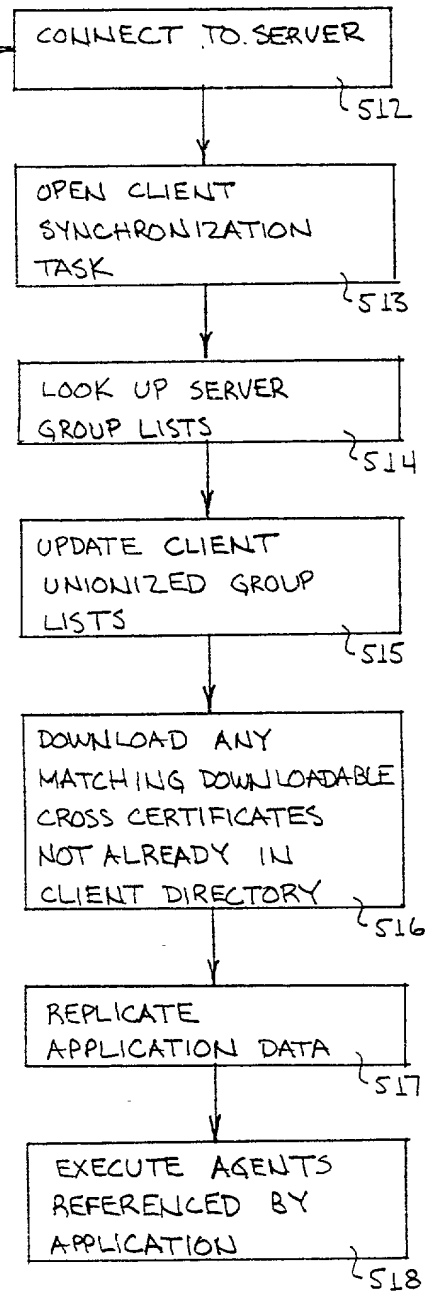 CONNECT TO SERVER
512
OPEN CLIENT
SYNCHRONIZATION
TASK
513
LOOK UP SERVER
GROUP LISTS
514
UPDATE CLIENT
UNIONIZED GROUP
LISTS
515
DOWNLOAD ANY
MATCHING DOWNLOADABLE
CROSS CERTIFICATES
NOT ALREADY IN
CLIENT DIRECTORY
516
REPLICATE
APPLICATION DATA
517
EXECUTE AGENTS
REFERENCED BY
APPLICATION
518